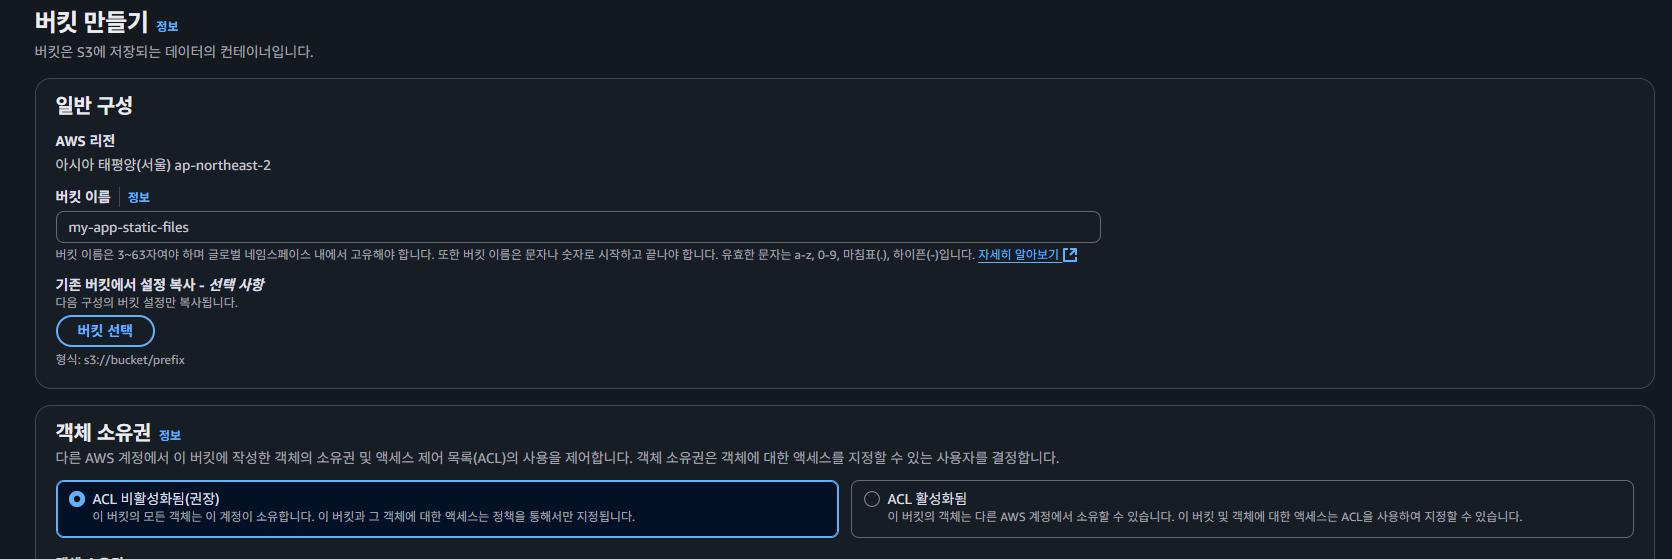 버킷 만들기 정보
버킷은 S3에 저장되는 데이터의 컨테이너입니다.
일반 구성
AWS 리전
아시아 태평양(서울) ap-northeast-2
버킷 이름 정보
my-app-static-files
버킷 이름은 3~63자여야 하며 글로벌 네임스페이스 내에서 고유해야 합니다. 또한 버킷 이름은 문자나 숫자로 시작하고 끝나야 합니다. 유효한 문자는 a-z, 0-9, 마침표(.), 하이픈(-)입니다. 자세히 알아보기
기존 버킷에서 설정 복사 - 선택 사항
다음 구성의 버킷 설정만 복사됩니다.
버킷 선택
형식: s3://bucket/prefix
객체 소유권 정보
다른 AWS 계정에서 이 버킷에 작성한 객체의 소유권 및 액세스 제어 목록(ACL)의 사용을 제어합니다. 객체 소유권은 객체에 대한 액세스를 지정할 수 있는 사용자를 결정합니다.
ACL 비활성화됨(권장)
이 버킷의 모든 객체는 이 계정이 소유합니다. 이 버킷과 그 객체에 대한 액세스는 정책을 통해서만 지정됩니다.
ACL 활성화됨
이 버킷의 객체는 다른 AWS 계정에서 소유할 수 있습니다. 이 버킷 및 객체에 대한 액세스는 ACL을 사용하여 지정할 수 있습니다.